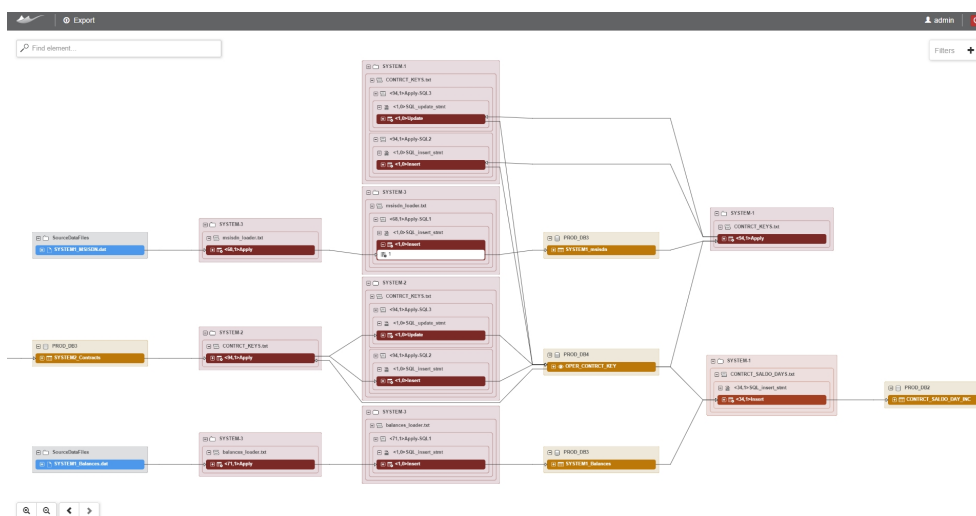 Export
admin
Find element...
Filters
SYSTEM-1
CONTRCT_KEYS.txt
<94,1>Apply-SQL3
<1,0>SQL_update_stmt
<1,0>Update
<94,1>Apply-SQL2
<1,0>SQL_insert_stmt
<1,0>Insert
SYSTEM-3
msisdn_loader.txt
<68,1>Apply-SQL1
<1,0>SQL_insert_stmt
<1,0>Insert
1
SourceDataFiles
SYSTEM1_MSISDN.dat
SYSTEM-3
msisdn_loader.txt
<68,1>Apply
PROD_DB3
SYSTEM1_msisdn
SYSTEM-1
CONTRCT_KEYS.txt
<94,1>Apply
SYSTEM-2
CONTRCT_KEYS.txt
<94,1>Apply-SQL3
<1,0>SQL_update_stmt
<1,0>Update
<94,1>Apply-SQL2
<1,0>SQL_insert_stmt
<1,0>Insert
PROD_DB3
SYSTEM2_Contracts
SYSTEM-2
CONTRCT_KEYS.txt
<94,1>Apply
PROD_DB4
OPER_CONTRCT_KEY
SYSTEM-1
CONTRCT_SALDO_DAYS.txt
<34,1>SQL_insert_stmt
<34,1>Insert
PROD_DB2
CONTRCT_SALDO_DAY_INC
SYSTEM-3
balances_loader.txt
<71,1>Apply-SQL1
<1,0>SQL_insert_stmt
<1,0>Insert
SourceDataFiles
SYSTEM1_Balances.dat
SYSTEM-3
balances_loader.txt
<71,1>Apply
PROD_DB3
SYSTEM1_Balances